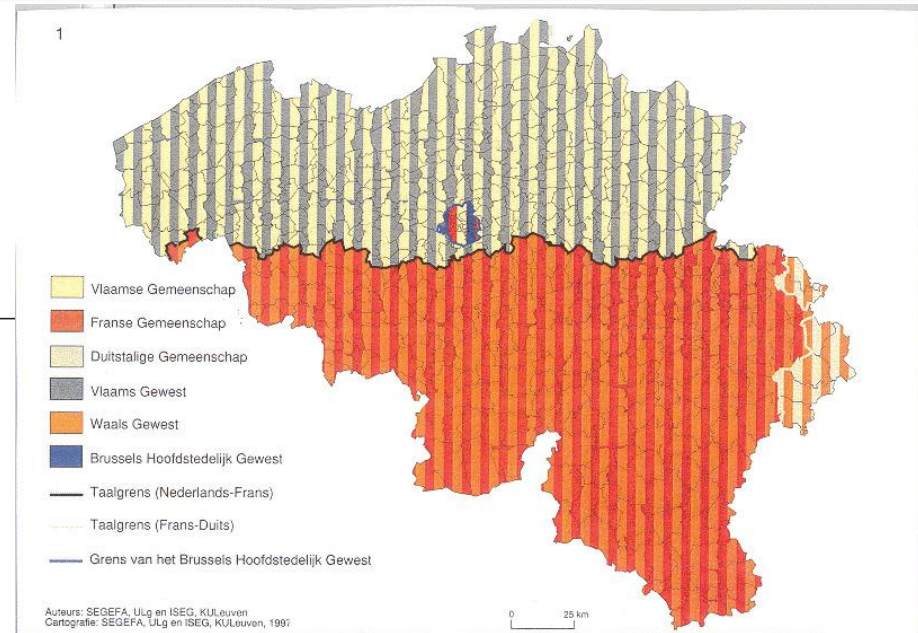 1
Vlaamse Gemeenschap
Franse Gemeenschap
Duitstalige Gemeenschap
Vlaams Gewest
Waals Gewest
Brussels Hoofdstedelijk Gewest
Taalgrens (Nederlands-Frans)
Taalgrens (Frans-Duits)
Grens van het Brussels Hoofdstedelijk Gewest
Auteurs: SEGEFA, ULg en ISEG, KULeuven
Cartografie: SEGEFA, ULg en ISEG, KULeuven, 1997
0 25 km